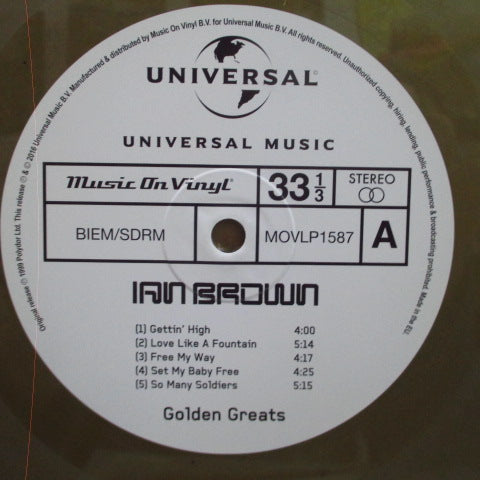 Original release ℗ 1999 Polydor Ltd. This release ℗ & © 2016 Universal Music B.V. Manufactured & distributed by Music On Vinyl B.V. for Universal Music B.V. All rights reserved. Unauthorized copying, hiring, lending, public performance & broadcasting prohibited. Made in the EU.
UNIVERSAL®
UNIVERSAL MUSIC
Music On Vinyl®
33 1/3
STEREO
BIEM/SDRM
MOVLP1587
A
IAN BROWN
(1) Gettin' High 4:00
(2) Love Like A Fountain 5:14
(3) Free My Way 4:17
(4) Set My Baby Free 4:25
(5) So Many Soldiers 5:15
Golden Greats